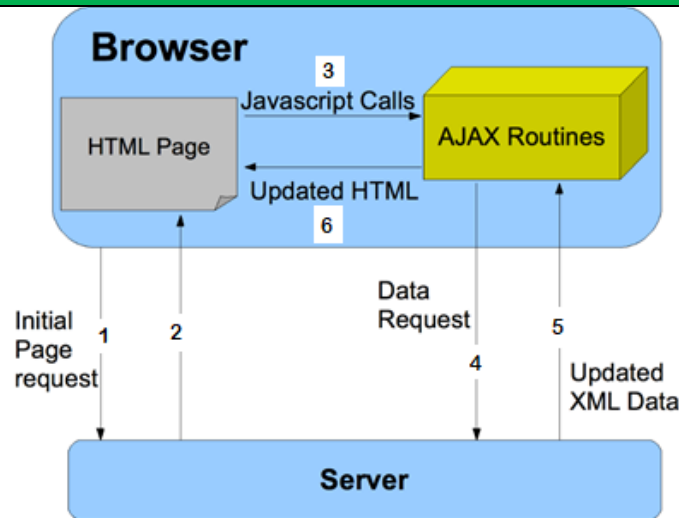 Browser
3
Javascript Calls
HTML Page
AJAX Routines
Updated HTML
6
Initial
Page
request
1
2
Data
Request
4
5
Updated
XML Data
Server